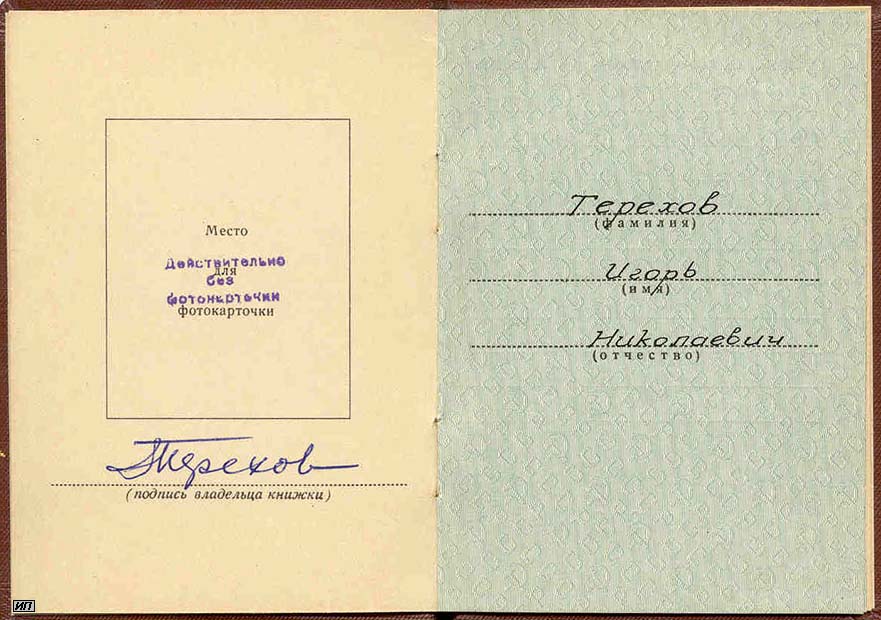 Место
Действительно
для
без
фотокарточки
фотокарточки
Терехов
(подпись владельца книжки)
Терехов
(фамилия)
Игорь
(имя)
Николаевич
(отчество)
ИП